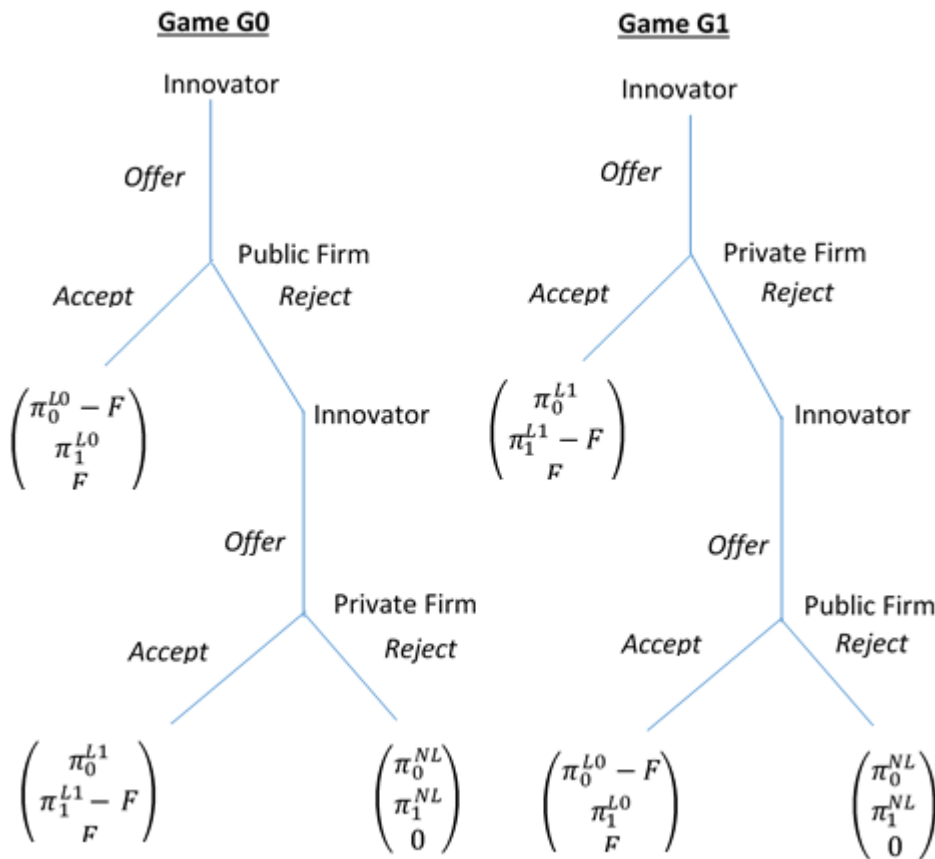 Game G0
Innovator
Offer
Public Firm
Accept
Reject
π_0^{L0} − F
π_1^{L0}
F
Innovator
Offer
Private Firm
Accept
Reject
π_0^{L1}
π_1^{L1} − F
F
π_0^{NL}
π_1^{NL}
0
Game G1
Innovator
Offer
Private Firm
Accept
Reject
π_0^{L1}
π_1^{L1} − F
F
Innovator
Offer
Public Firm
Accept
Reject
π_0^{L0} − F
π_1^{L0}
F
π_0^{NL}
π_1^{NL}
0